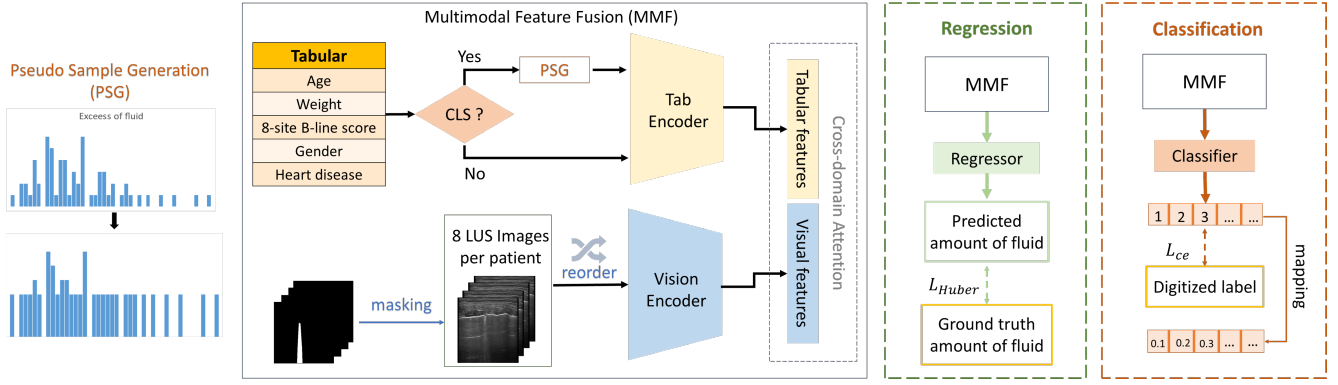 Pseudo Sample Generation
(PSG)
Exceess of fluid
Multimodal Feature Fusion (MMF)
Tabular
Age
Weight
8-site B-line score
Gender
Heart disease
CLS ?
Yes
No
PSG
Tab
Encoder
Tabular features
Visual features
Cross-domain Attention
masking
8 LUS Images
per patient
reorder
Vision
Encoder
Regression
MMF
Regressor
Predicted
amount of fluid
L_Huber
Ground truth
amount of fluid
Classification
MMF
Classifier
1 2 3 ... ...
L_ce
Digitized label
mapping
0.1 0.2 0.3 ... ...